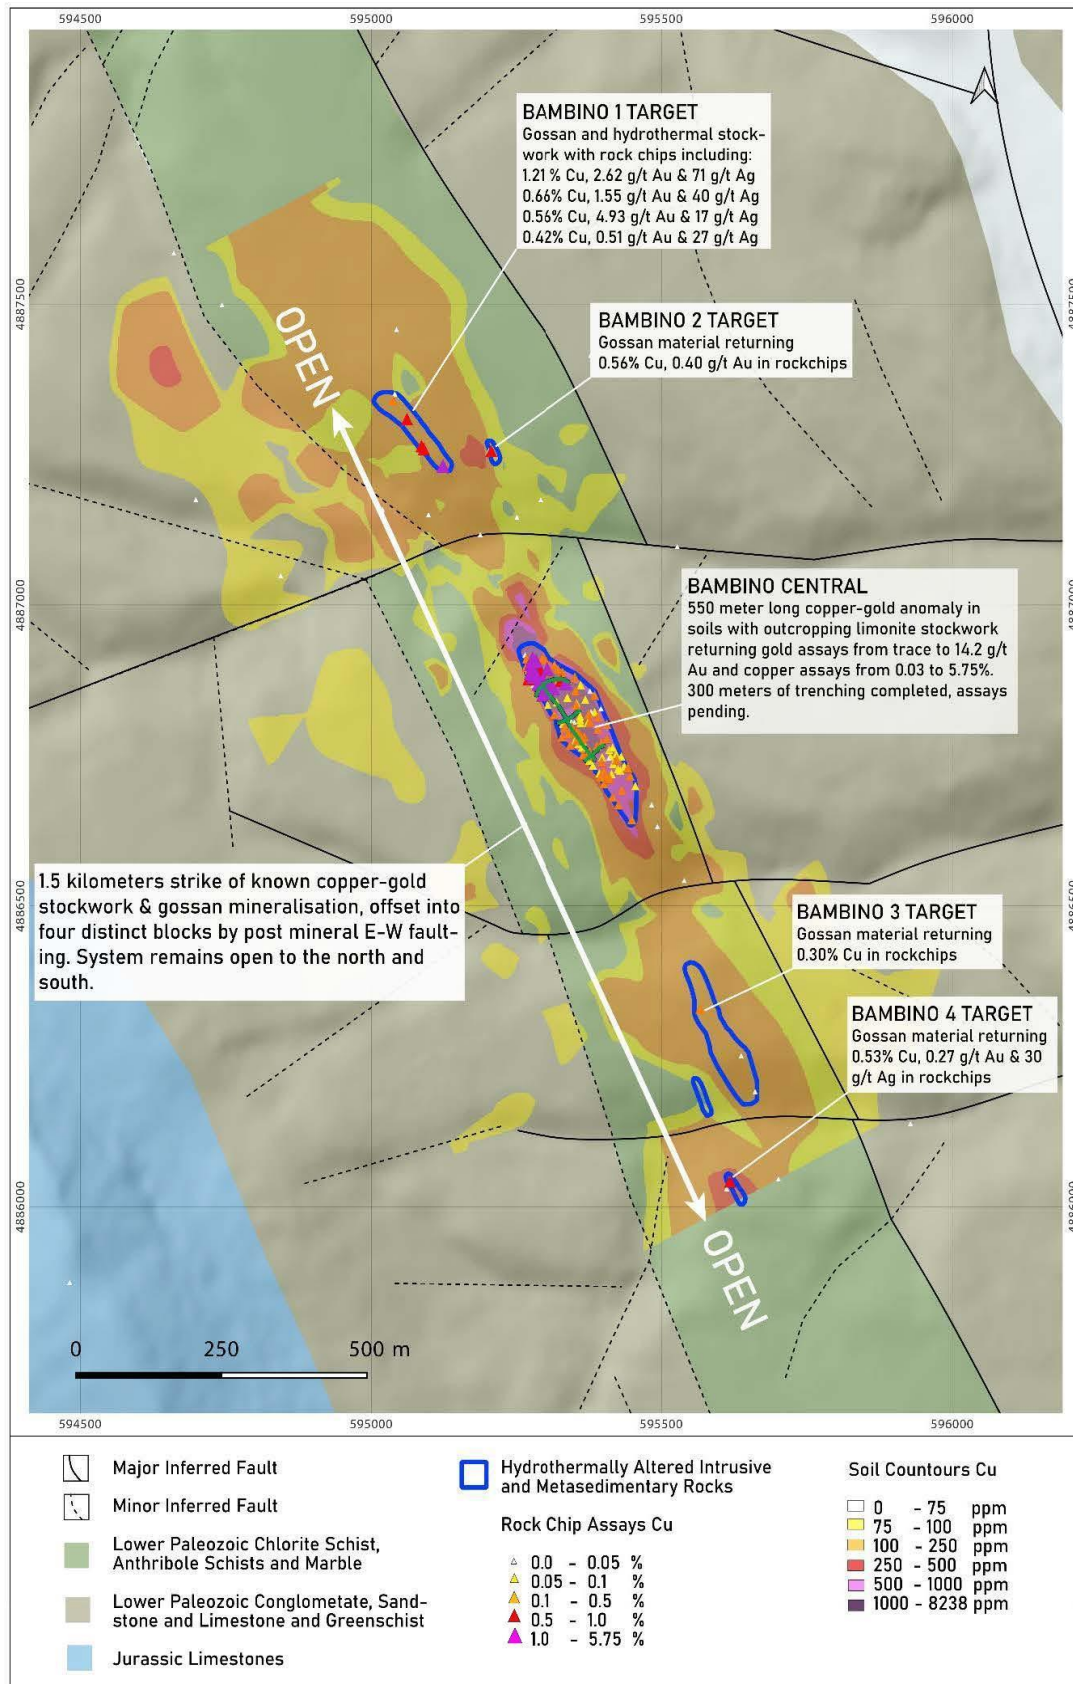 594500 595000 595500 596000
BAMBINO 1 TARGET
Gossan and hydrothermal stock-
work with rock chips including:
1.21 % Cu, 2.62 g/t Au & 71 g/t Ag
0.66% Cu, 1.55 g/t Au & 40 g/t Ag
0.56% Cu, 4.93 g/t Au & 17 g/t Ag
0.42% Cu, 0.51 g/t Au & 27 g/t Ag
4887500
4887500
BAMBINO 2 TARGET
Gossan material returning
0.56% Cu, 0.40 g/t Au in rockchips
OPEN
BAMBINO CENTRAL
550 meter long copper-gold anomaly in
soils with outcropping limonite stockwork
returning gold assays from trace to 14.2 g/t
Au and copper assays from 0.03 to 5.75%.
300 meters of trenching completed, assays
pending.
4887000
4887000
1.5 kilometers strike of known copper-gold
stockwork & gossan mineralisation, offset into
four distinct blocks by post mineral E-W fault-
ing. System remains open to the north and
south.
4886500
4886500
BAMBINO 3 TARGET
Gossan material returning
0.30% Cu in rockchips
BAMBINO 4 TARGET
Gossan material returning
0.53% Cu, 0.27 g/t Au & 30
g/t Ag in rockchips
4886000
4886000
OPEN
0 250 500 m
594500 595000 595500 596000
Major Inferred Fault
Minor Inferred Fault
Lower Paleozoic Chlorite Schist,
Anthribole Schists and Marble
Lower Paleozoic Conglometate, Sand-
stone and Limestone and Greenschist
Jurassic Limestones
Hydrothermally Altered Intrusive
and Metasedimentary Rocks
Rock Chip Assays Cu
0.0 - 0.05 %
0.05 - 0.1 %
0.1 - 0.5 %
0.5 - 1.0 %
1.0 - 5.75 %
Soil Countours Cu
0 - 75 ppm
75 - 100 ppm
100 - 250 ppm
250 - 500 ppm
500 - 1000 ppm
1000 - 8238 ppm